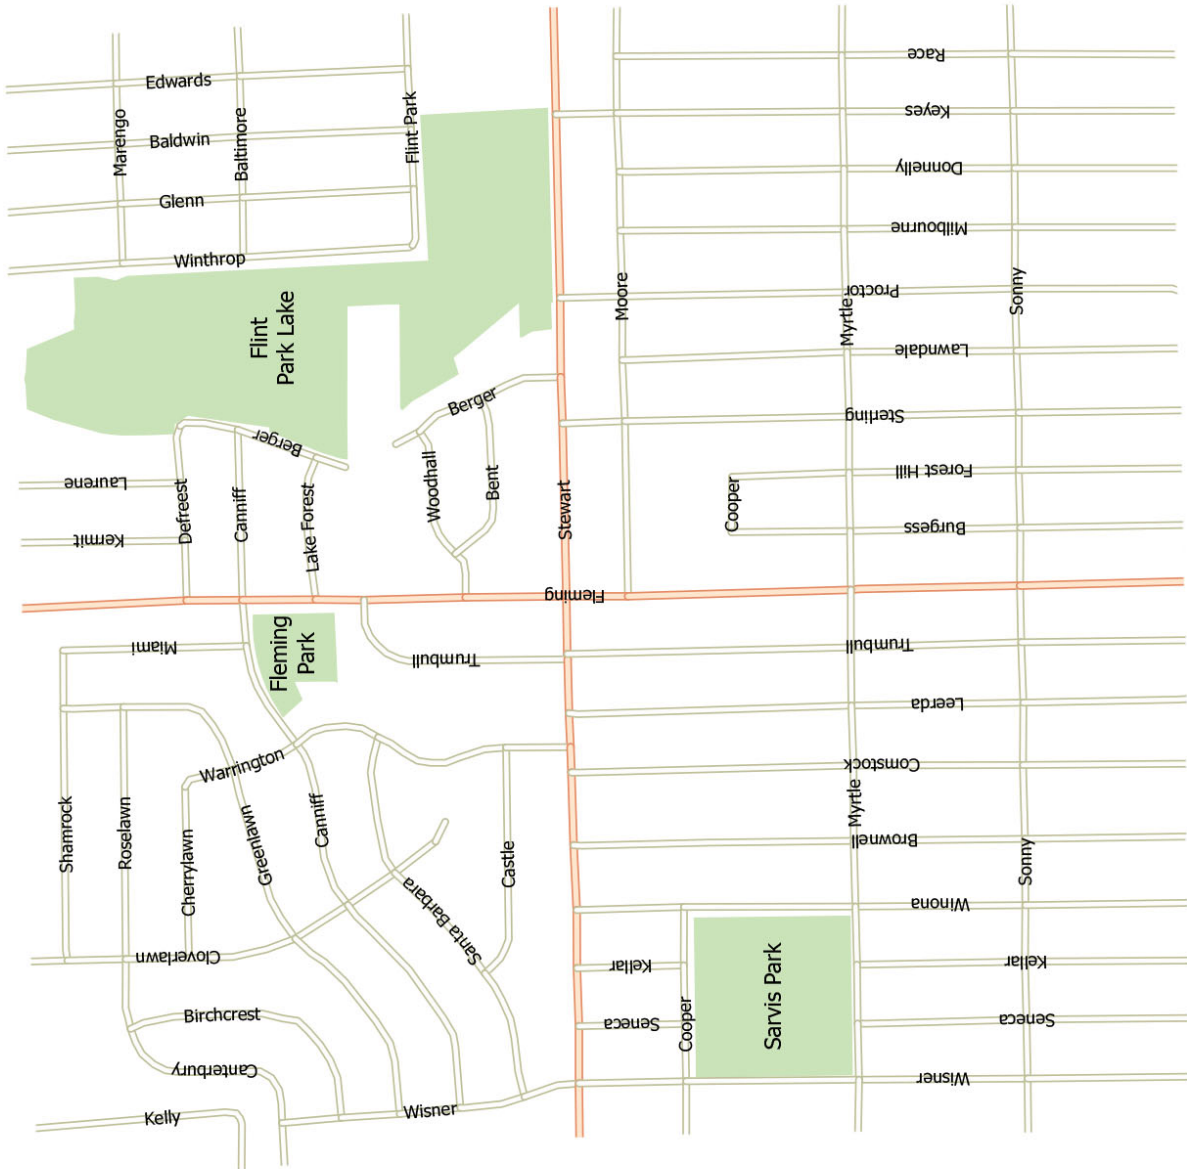 Edwards
Race
Marengo
Baltimore
Flint Park
Baldwin
Keyes
Donnelly
Glenn
Milbourne
Winthrop
Moore
Proctor
Sonny
Myrtle
Flint
Park Lake
Lawndale
Berger
Sterling
Berger
Laurene
Defreest
Canniff
Lake Forest
Woodhall
Bent
Stewart
Cooper
Forest Hill
Burgess
Kermit
Fleming
Miami
Fleming
Park
Trumbull
Trumbull
Leerda
Warrington
Comstock
Shamrock
Roselawn
Cherrylawn
Greenlawn
Canniff
Castle
Myrtle
Brownell
Sonny
Santa Barbara
Winona
Cloverlawn
Kellar
Kellar
Sarvis Park
Birchcrest
Seneca
Cooper
Seneca
Canterbury
Wisner
Kelly
Wisner